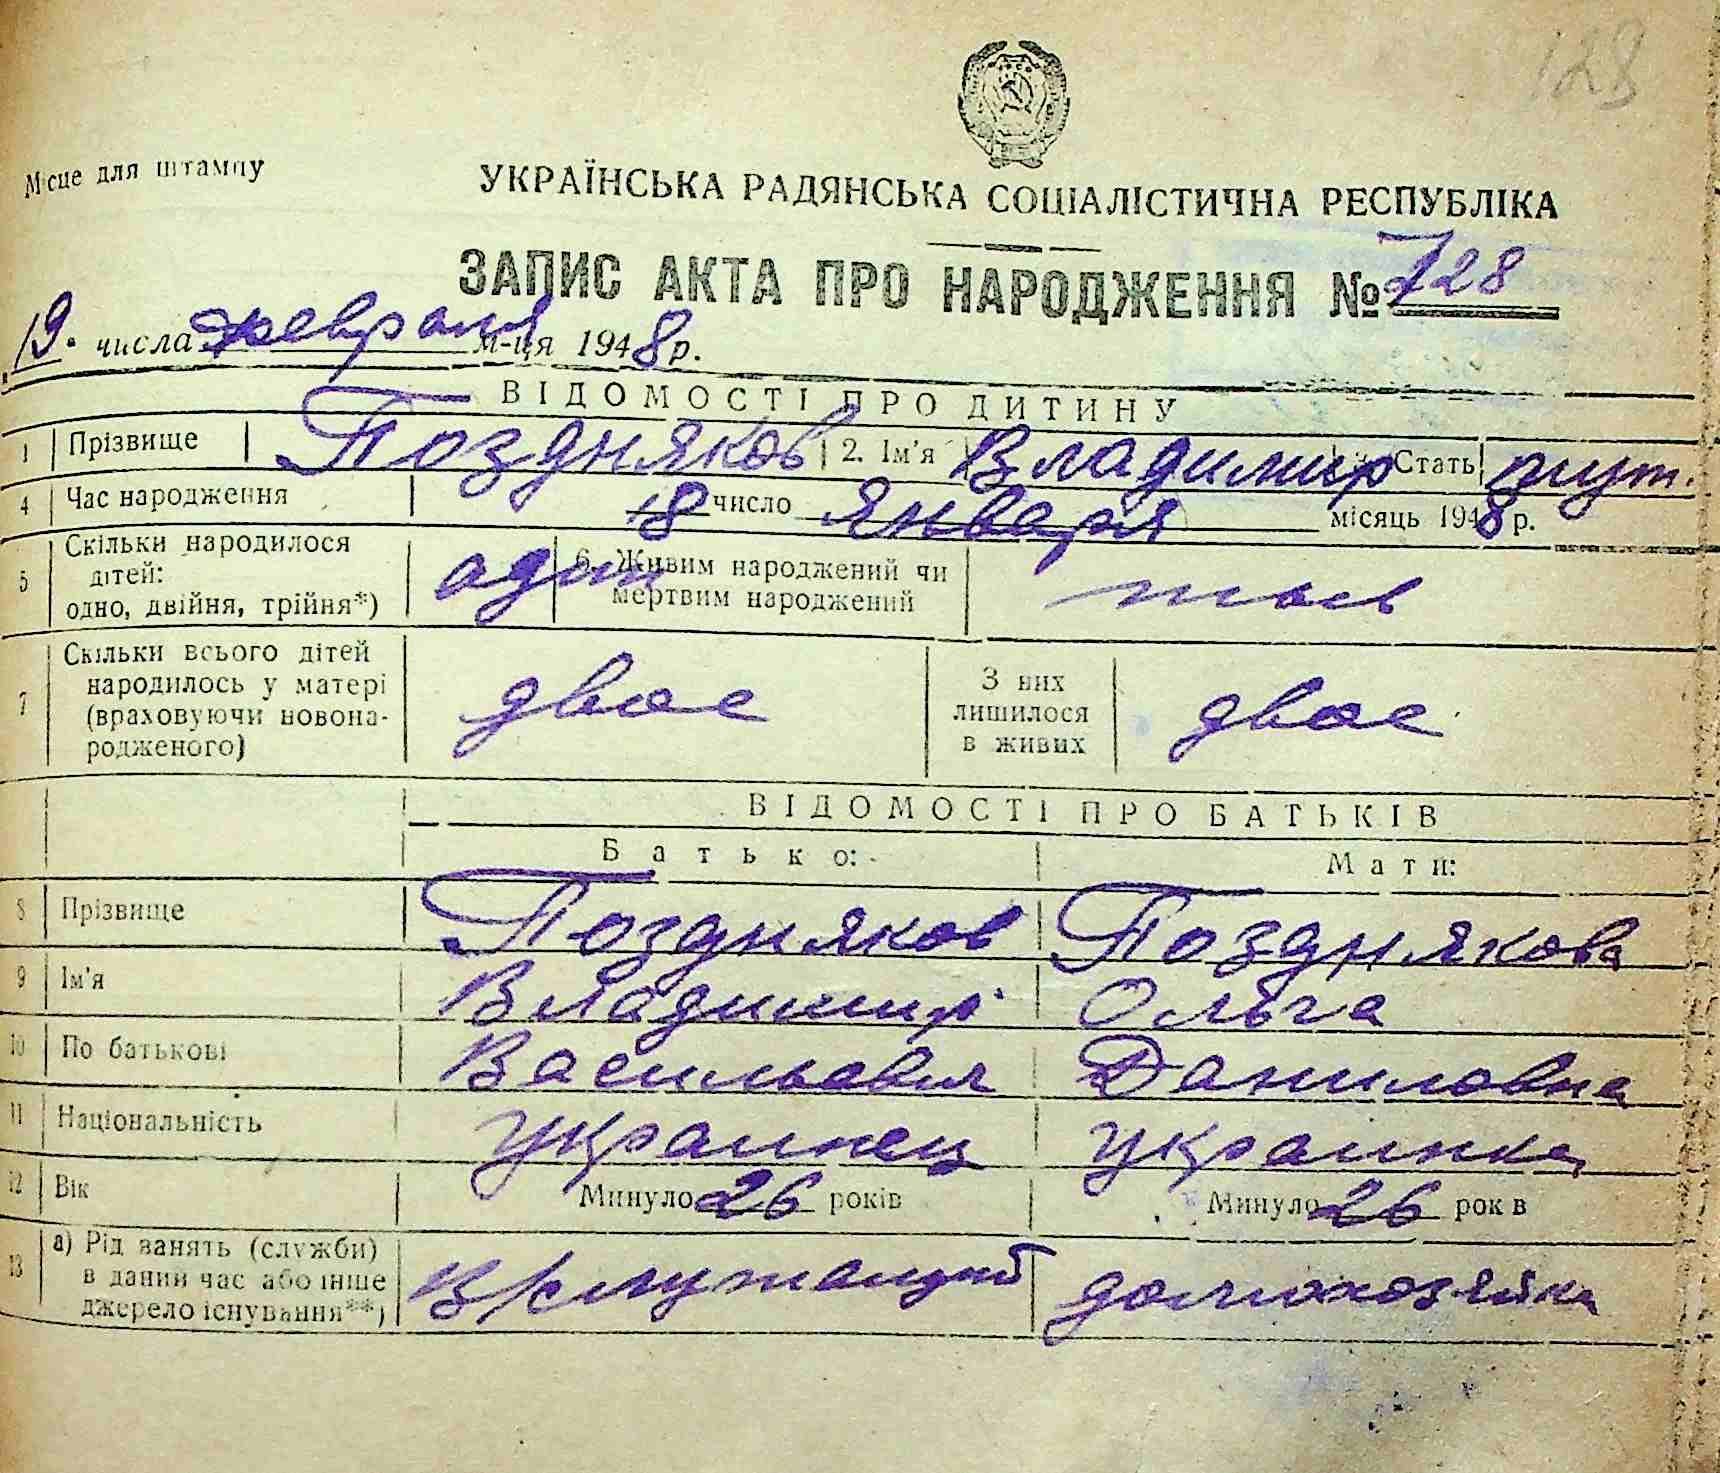 128
Місце для штампу
УКРАЇНСЬКА РАДЯНСЬКА СОЦІАЛІСТИЧНА РЕСПУБЛІКА
ЗАПИС АКТА ПРО НАРОДЖЕННЯ № 128
19. числа февраля м-ця 1948 р.
ВІДОМОСТІ ПРО ДИТИНУ
1 Прізвище Поздняков 2. Ім'я Владимир 3. Стать муж.
4 Час народження 18 число Января місяць 1948 р.
5 Скільки народилося дітей: одно, двійня, трійня*) один 6. Живим народжений чи мертвим народжений
7 Скільки всього дітей народилось у матері (враховуючи новонародженого) двое З них лишилося в живих двое
ВІДОМОСТІ ПРО БАТЬКІВ
Батько: Мати:
8 Прізвище Поздняков Позднякова
9 Ім'я Владимир Ольга
10 По батькові Васильевич Даниловна
11 Національність украинец украинка
12 Вік Минуло 26 років Минуло 26 років
13 а) Рід занять (служби) в даний час або інше джерело існування**) В/служащий домохозяйка